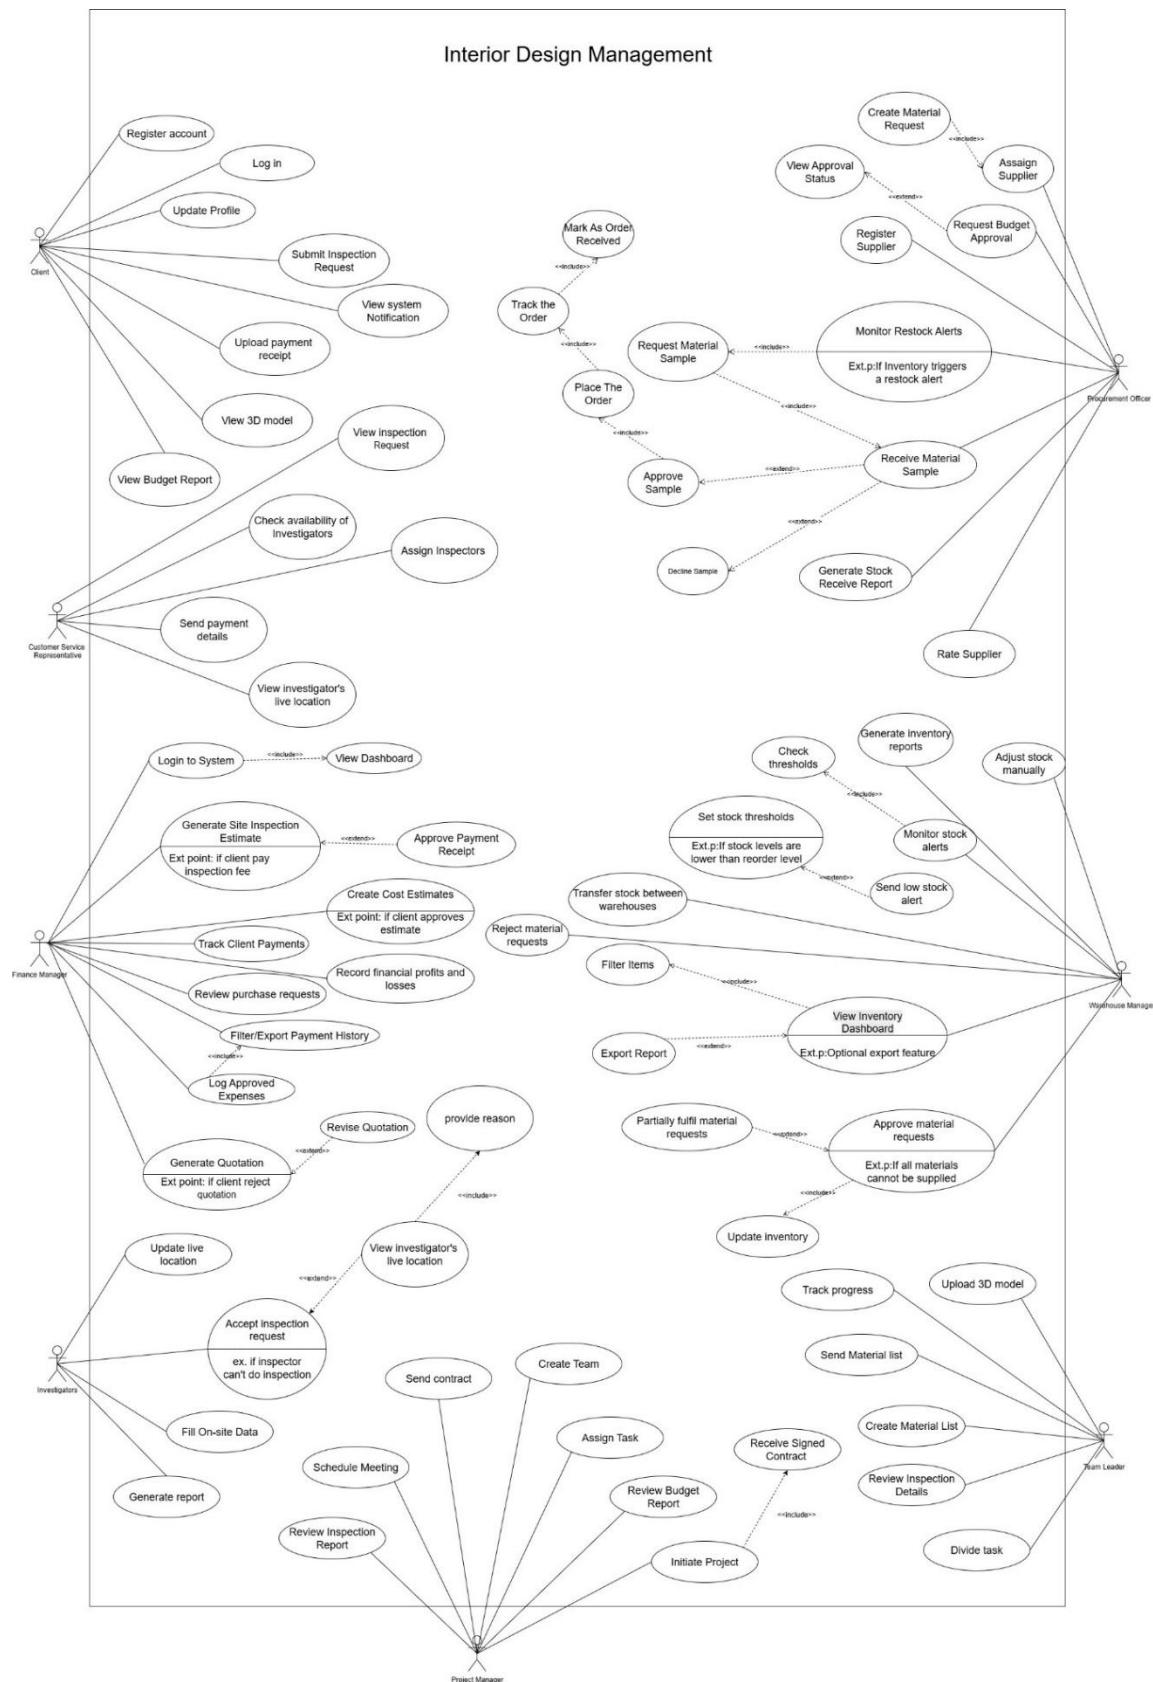 Interior Design Management
Register account
Log in
Update Profile
Submit Inspection
Request
View system
Notification
Upload payment
receipt
View 3D model
View Budget Report
Client
View inspection
Request
Check availability of
Investigators
Assign Inspectors
Send payment
details
View investigator's
live location
Customer Service
Representative
Create Material
Request
<<include>>
Assaign
Supplier
View Approval
Status
<<extend>>
Request Budget
Approval
Register
Supplier
Mark As Order
Received
<<include>>
Track the
Order
<<include>>
Place The
Order
<<include>>
Approve
Sample
Request Material
Sample
<<include>>
Monitor Restock Alerts
Ext.p:If Inventory triggers
a restock alert
<<include>>
Receive Material
Sample
<<extend>>
<<extend>>
Decline Sample
Generate Stock
Receive Report
Rate Supplier
Procurement Officer
Login to System
<<include>>
View Dashboard
Generate Site Inspection
Estimate
Ext point: if client pay
inspection fee
<<extend>>
Approve Payment
Receipt
Create Cost Estimates
Ext point: if client approves
estimate
Track Client Payments
Record financial profits and
losses
Review purchase requests
Filter/Export Payment History
<<include>>
Log Approved
Expenses
Revise Quotation
<<extend>>
Generate Quotation
Ext point: if client reject
quotation
Finance Manager
Generate inventory
reports
Adjust stock
manually
Check
thresholds
<<include>>
Monitor stock
alerts
Set stock thresholds
Ext.p:If stock levels are
lower than reorder level
<<extend>>
Send low stock
alert
Transfer stock between
warehouses
Reject material
requests
Filter Items
<<include>>
View Inventory
Dashboard
Ext.p:Optional export feature
<<extend>>
Export Report
Partially fulfil material
requests
<<extend>>
Approve material
requests
Ext.p:If all materials
cannot be supplied
<<include>>
Update inventory
Warehouse Manager
provide reason
<<include>>
View investigator's
live location
<<extend>>
Update live
location
Accept inspection
request
ex. if inspector
can't do inspection
Fill On-site Data
Generate report
Investigators
Send contract
Create Team
Assign Task
Schedule Meeting
Review Budget
Report
Review Inspection
Report
Initiate Project
<<include>>
Receive Signed
Contract
Project Manager
Track progress
Upload 3D model
Send Material list
Create Material List
Review Inspection
Details
Divide task
Team Leader